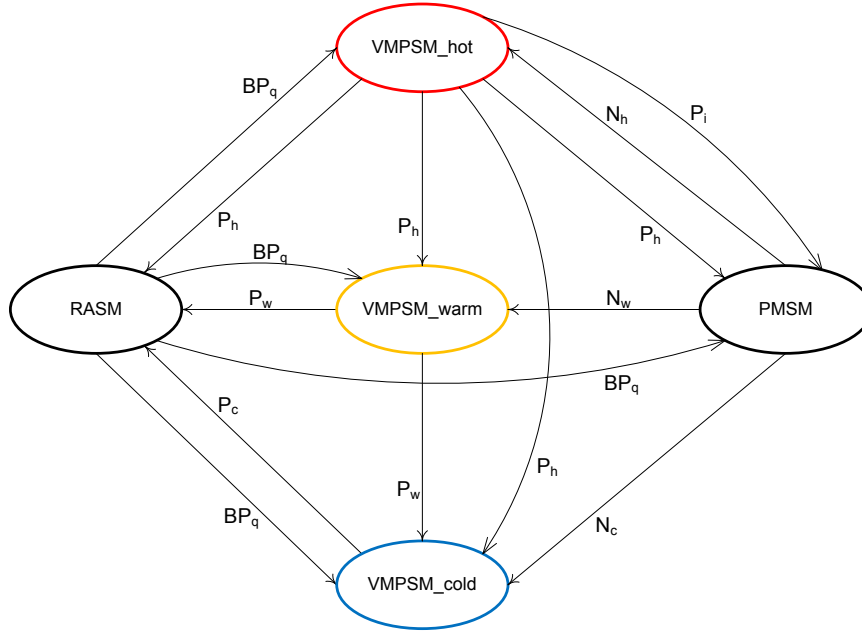 VMPSM_hot
BPq
Nh
Pi
Ph
Ph
Ph
BPq
RASM
Pw
VMPSM_warm
Nw
PMSM
BPq
Pc
Ph
Pw
BPq
Nc
VMPSM_cold